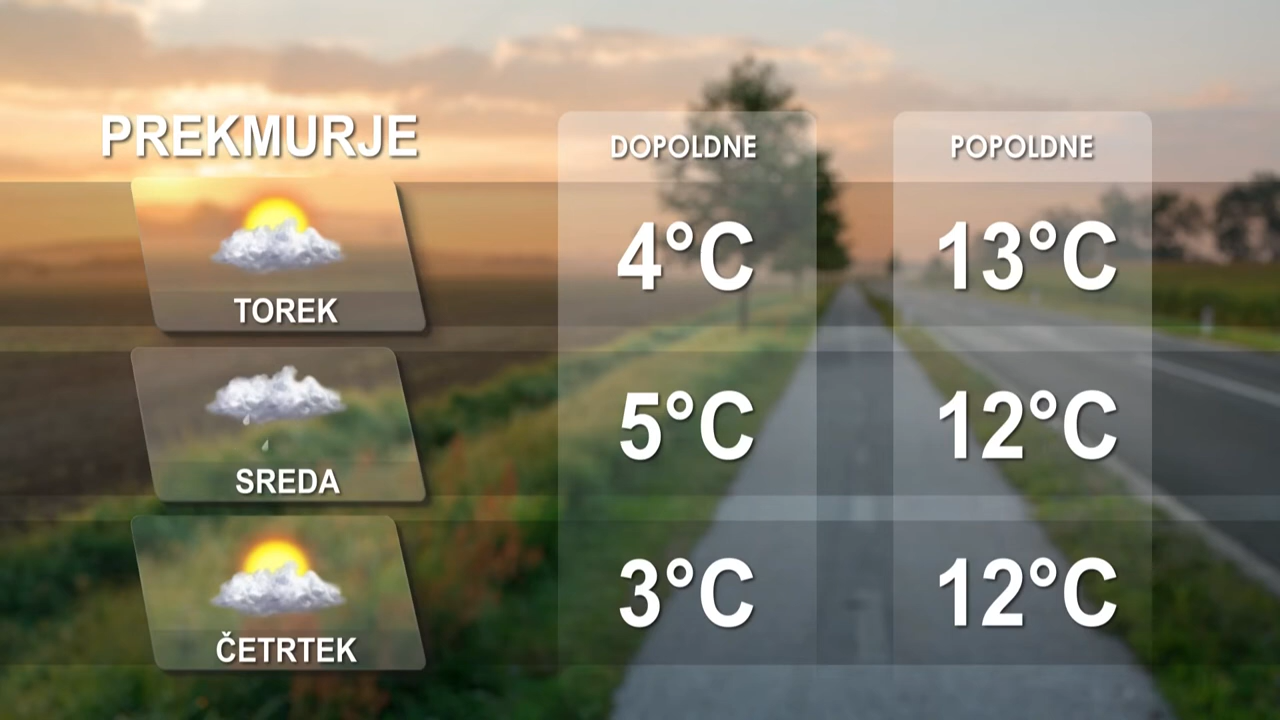 PREKMURJE
DOPOLDNE
POPOLDNE
TOREK
4°C
13°C
SREDA
5°C
12°C
ČETRTEK
3°C
12°C